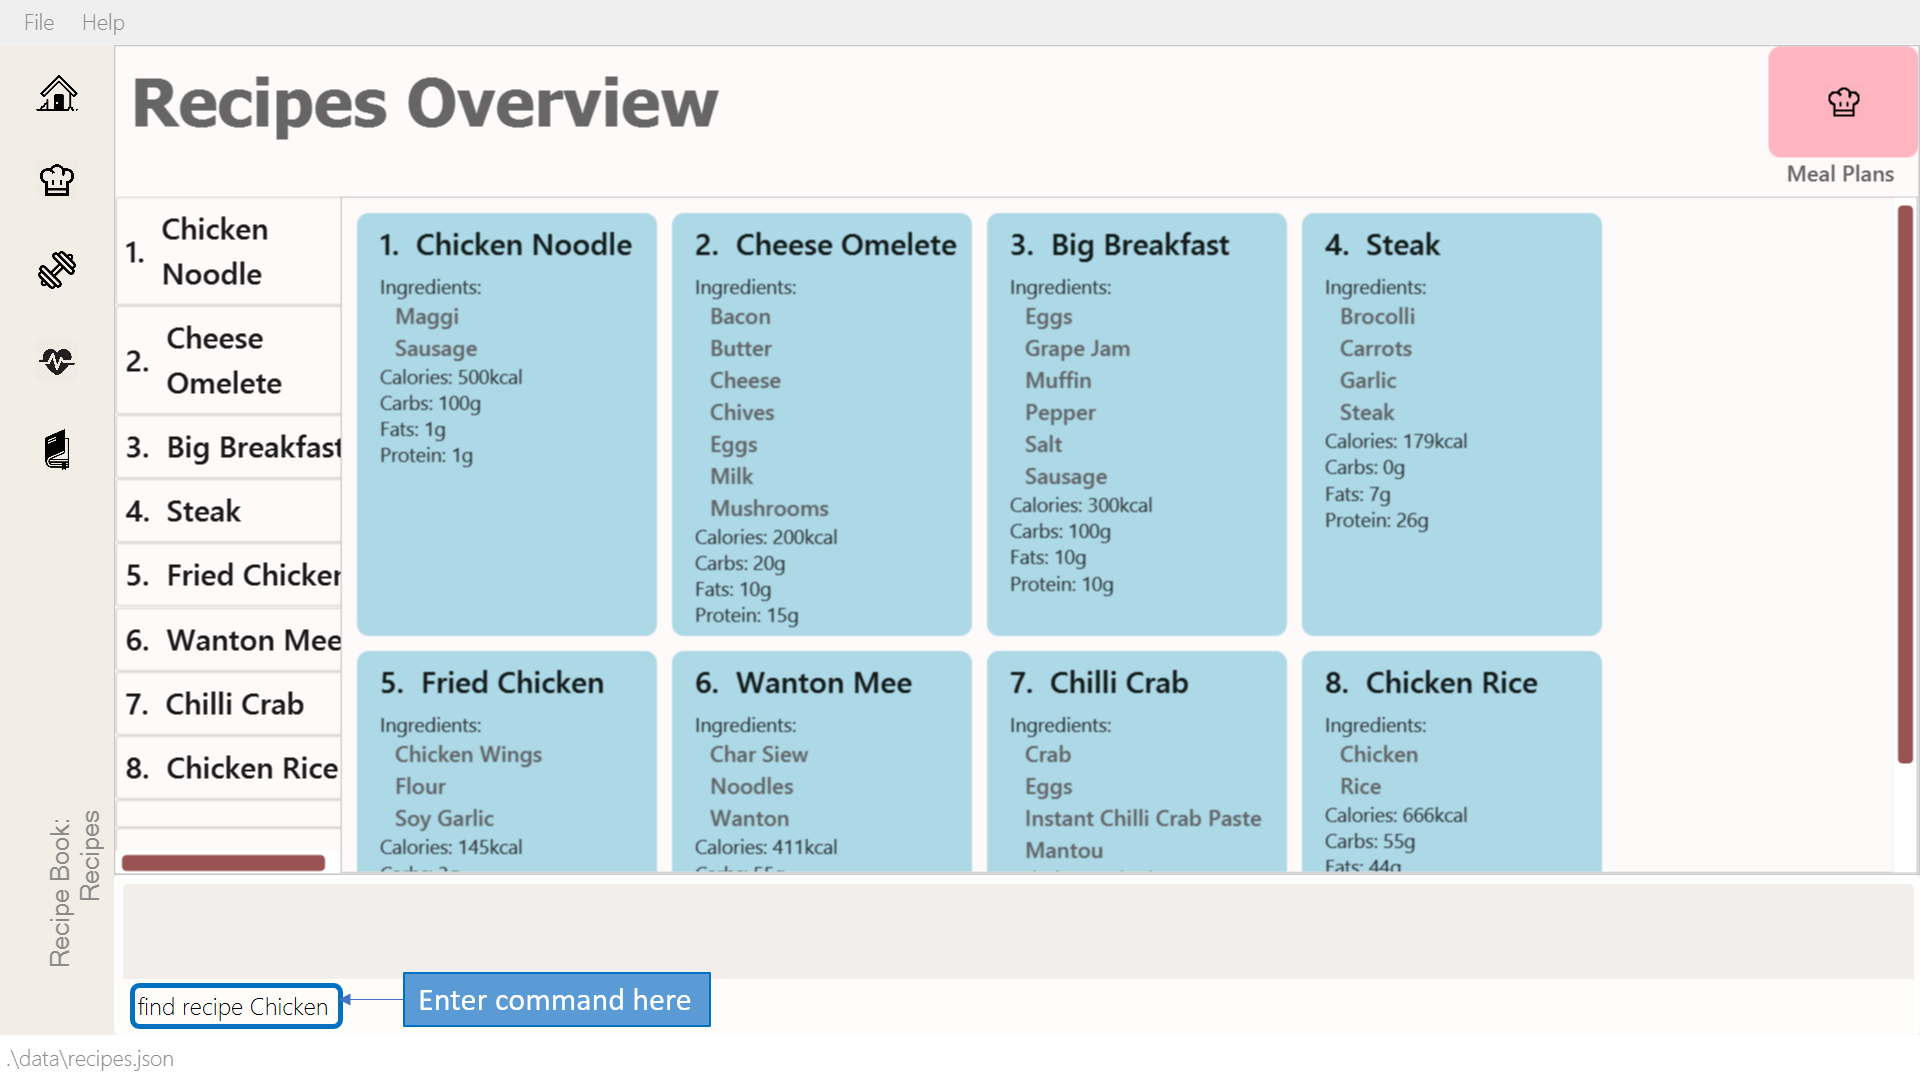 File Help
Recipes Overview
Meal Plans
1. Chicken
Noodle
2. Cheese
Omelete
3. Big Breakfast
4. Steak
5. Fried Chicken
6. Wanton Mee
7. Chilli Crab
8. Chicken Rice
1. Chicken Noodle
Ingredients:
Maggi
Sausage
Calories: 500kcal
Carbs: 100g
Fats: 1g
Protein: 1g
2. Cheese Omelete
Ingredients:
Bacon
Butter
Cheese
Chives
Eggs
Milk
Mushrooms
Calories: 200kcal
Carbs: 20g
Fats: 10g
Protein: 15g
3. Big Breakfast
Ingredients:
Eggs
Grape Jam
Muffin
Pepper
Salt
Sausage
Calories: 300kcal
Carbs: 100g
Fats: 10g
Protein: 10g
4. Steak
Ingredients:
Brocolli
Carrots
Garlic
Steak
Calories: 179kcal
Carbs: 0g
Fats: 7g
Protein: 26g
5. Fried Chicken
Ingredients:
Chicken Wings
Flour
Soy Garlic
Calories: 145kcal
6. Wanton Mee
Ingredients:
Char Siew
Noodles
Wanton
Calories: 411kcal
7. Chilli Crab
Ingredients:
Crab
Eggs
Instant Chilli Crab Paste
Mantou
8. Chicken Rice
Ingredients:
Chicken
Rice
Calories: 666kcal
Carbs: 55g
Fats: 44g
Recipe Book:
Recipes
find recipe Chicken
Enter command here
.\data\recipes.json